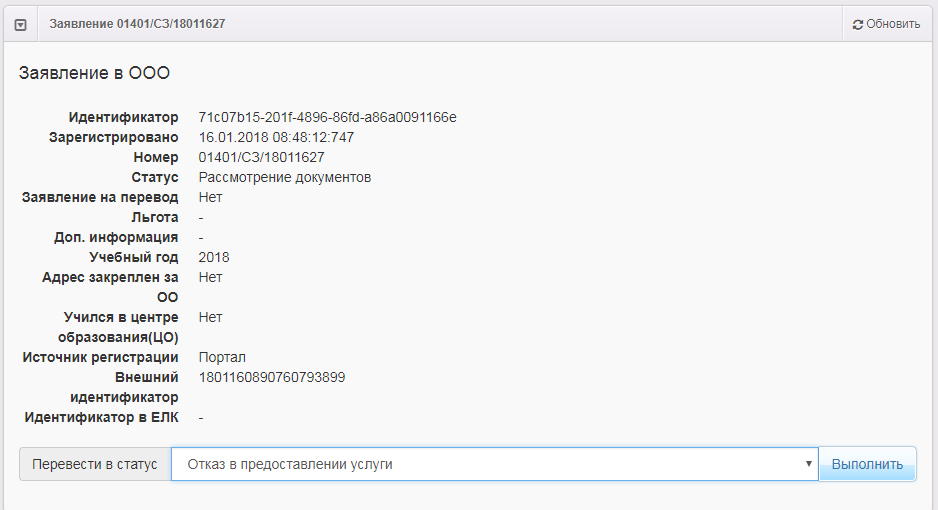 Заявление 01401/СЗ/18011627
Обновить
Заявление в ООО
Идентификатор 71c07b15-201f-4896-86fd-a86a0091166e
Зарегистрировано 16.01.2018 08:48:12:747
Номер 01401/СЗ/18011627
Статус Рассмотрение документов
Заявление на перевод Нет
Льгота -
Доп. информация -
Учебный год 2018
Адрес закреплен за Нет
ОО
Учился в центре Нет
образования(ЦО)
Источник регистрации Портал
Внешний 1801160890760793899
идентификатор
Идентификатор в ЕЛК -
Перевести в статус Отказ в предоставлении услуги Выполнить